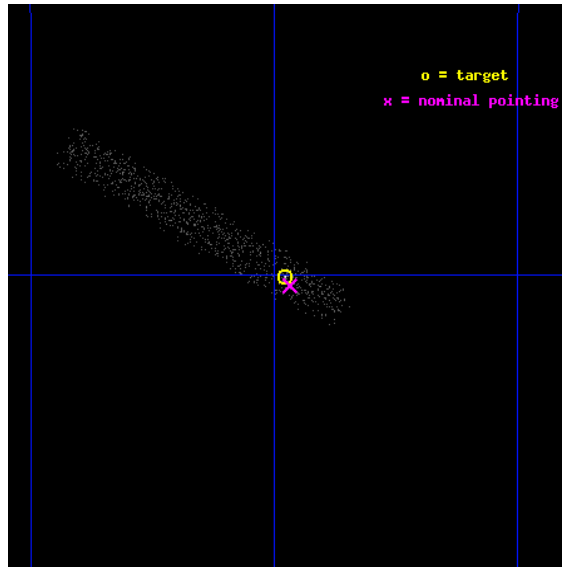 o = target
x = nominal pointing